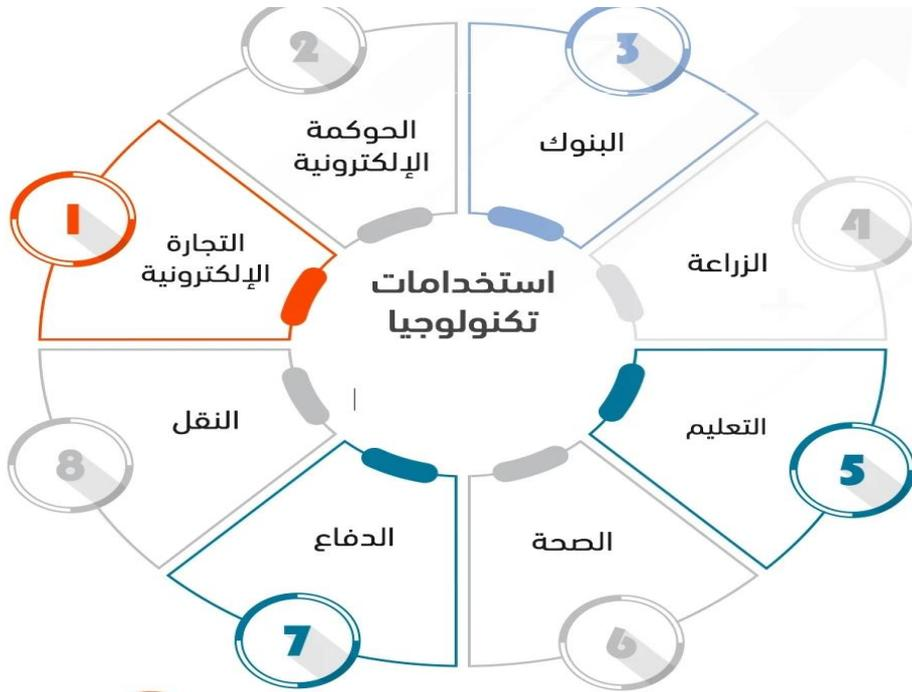 استخدامات
تكنولوجيا
1
التجارة
الإلكترونية
2
الحوكمة
الإلكترونية
3
البنوك
4
الزراعة
5
التعليم
6
الصحة
7
الدفاع
8
النقل